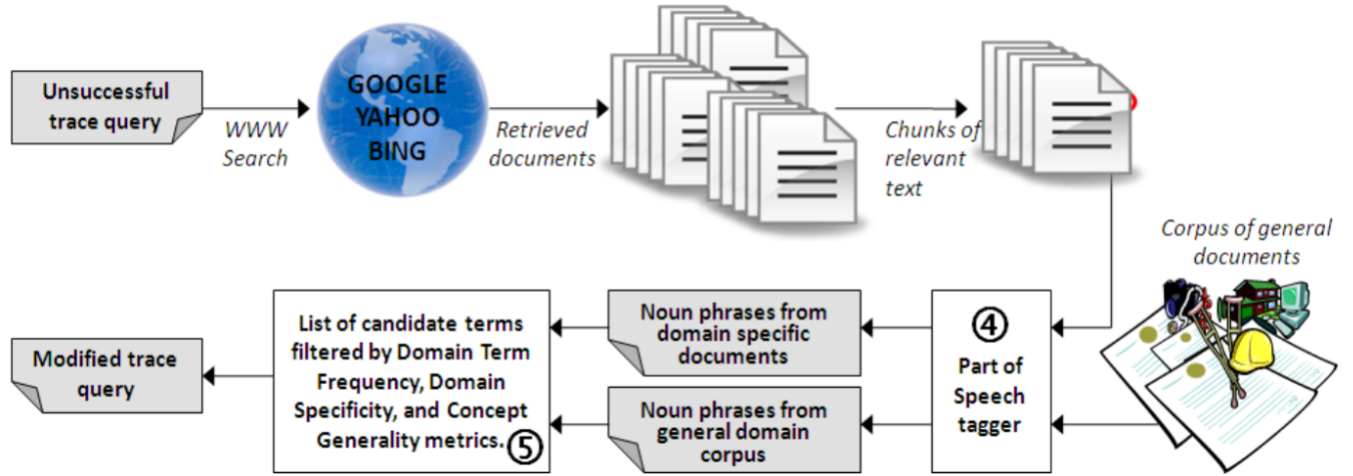 Unsuccessful
trace query
WWW
Search
GOOGLE
YAHOO
BING
Retrieved
documents
Chunks of
relevant
text
Corpus of general
documents
④
Part of
Speech
tagger
Noun phrases from
domain specific
documents
Noun phrases from
general domain
corpus
List of candidate terms
filtered by Domain Term
Frequency, Domain
Specificity, and Concept
Generality metrics.
⑤
Modified trace
query